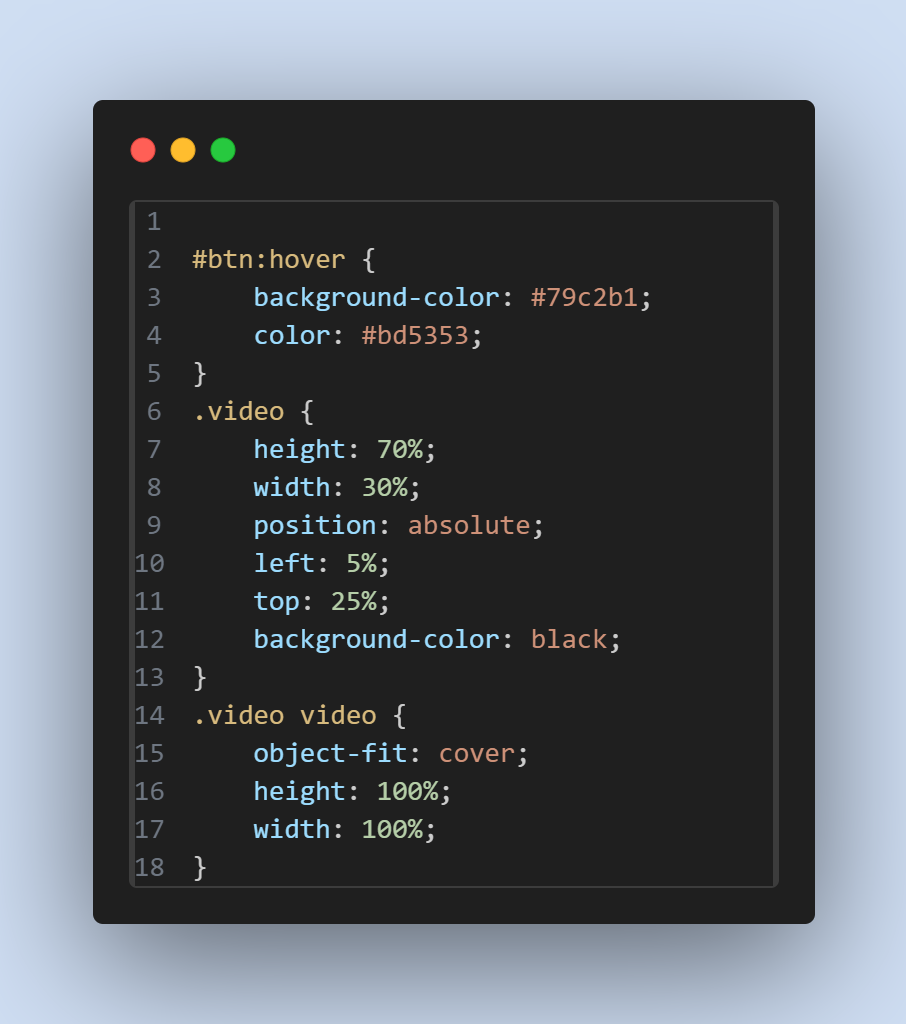 1
2 #btn:hover {
3     background-color: #79c2b1;
4     color: #bd5353;
5 }
6 .video {
7     height: 70%;
8     width: 30%;
9     position: absolute;
10     left: 5%;
11     top: 25%;
12     background-color: black;
13 }
14 .video video {
15     object-fit: cover;
16     height: 100%;
17     width: 100%;
18 }